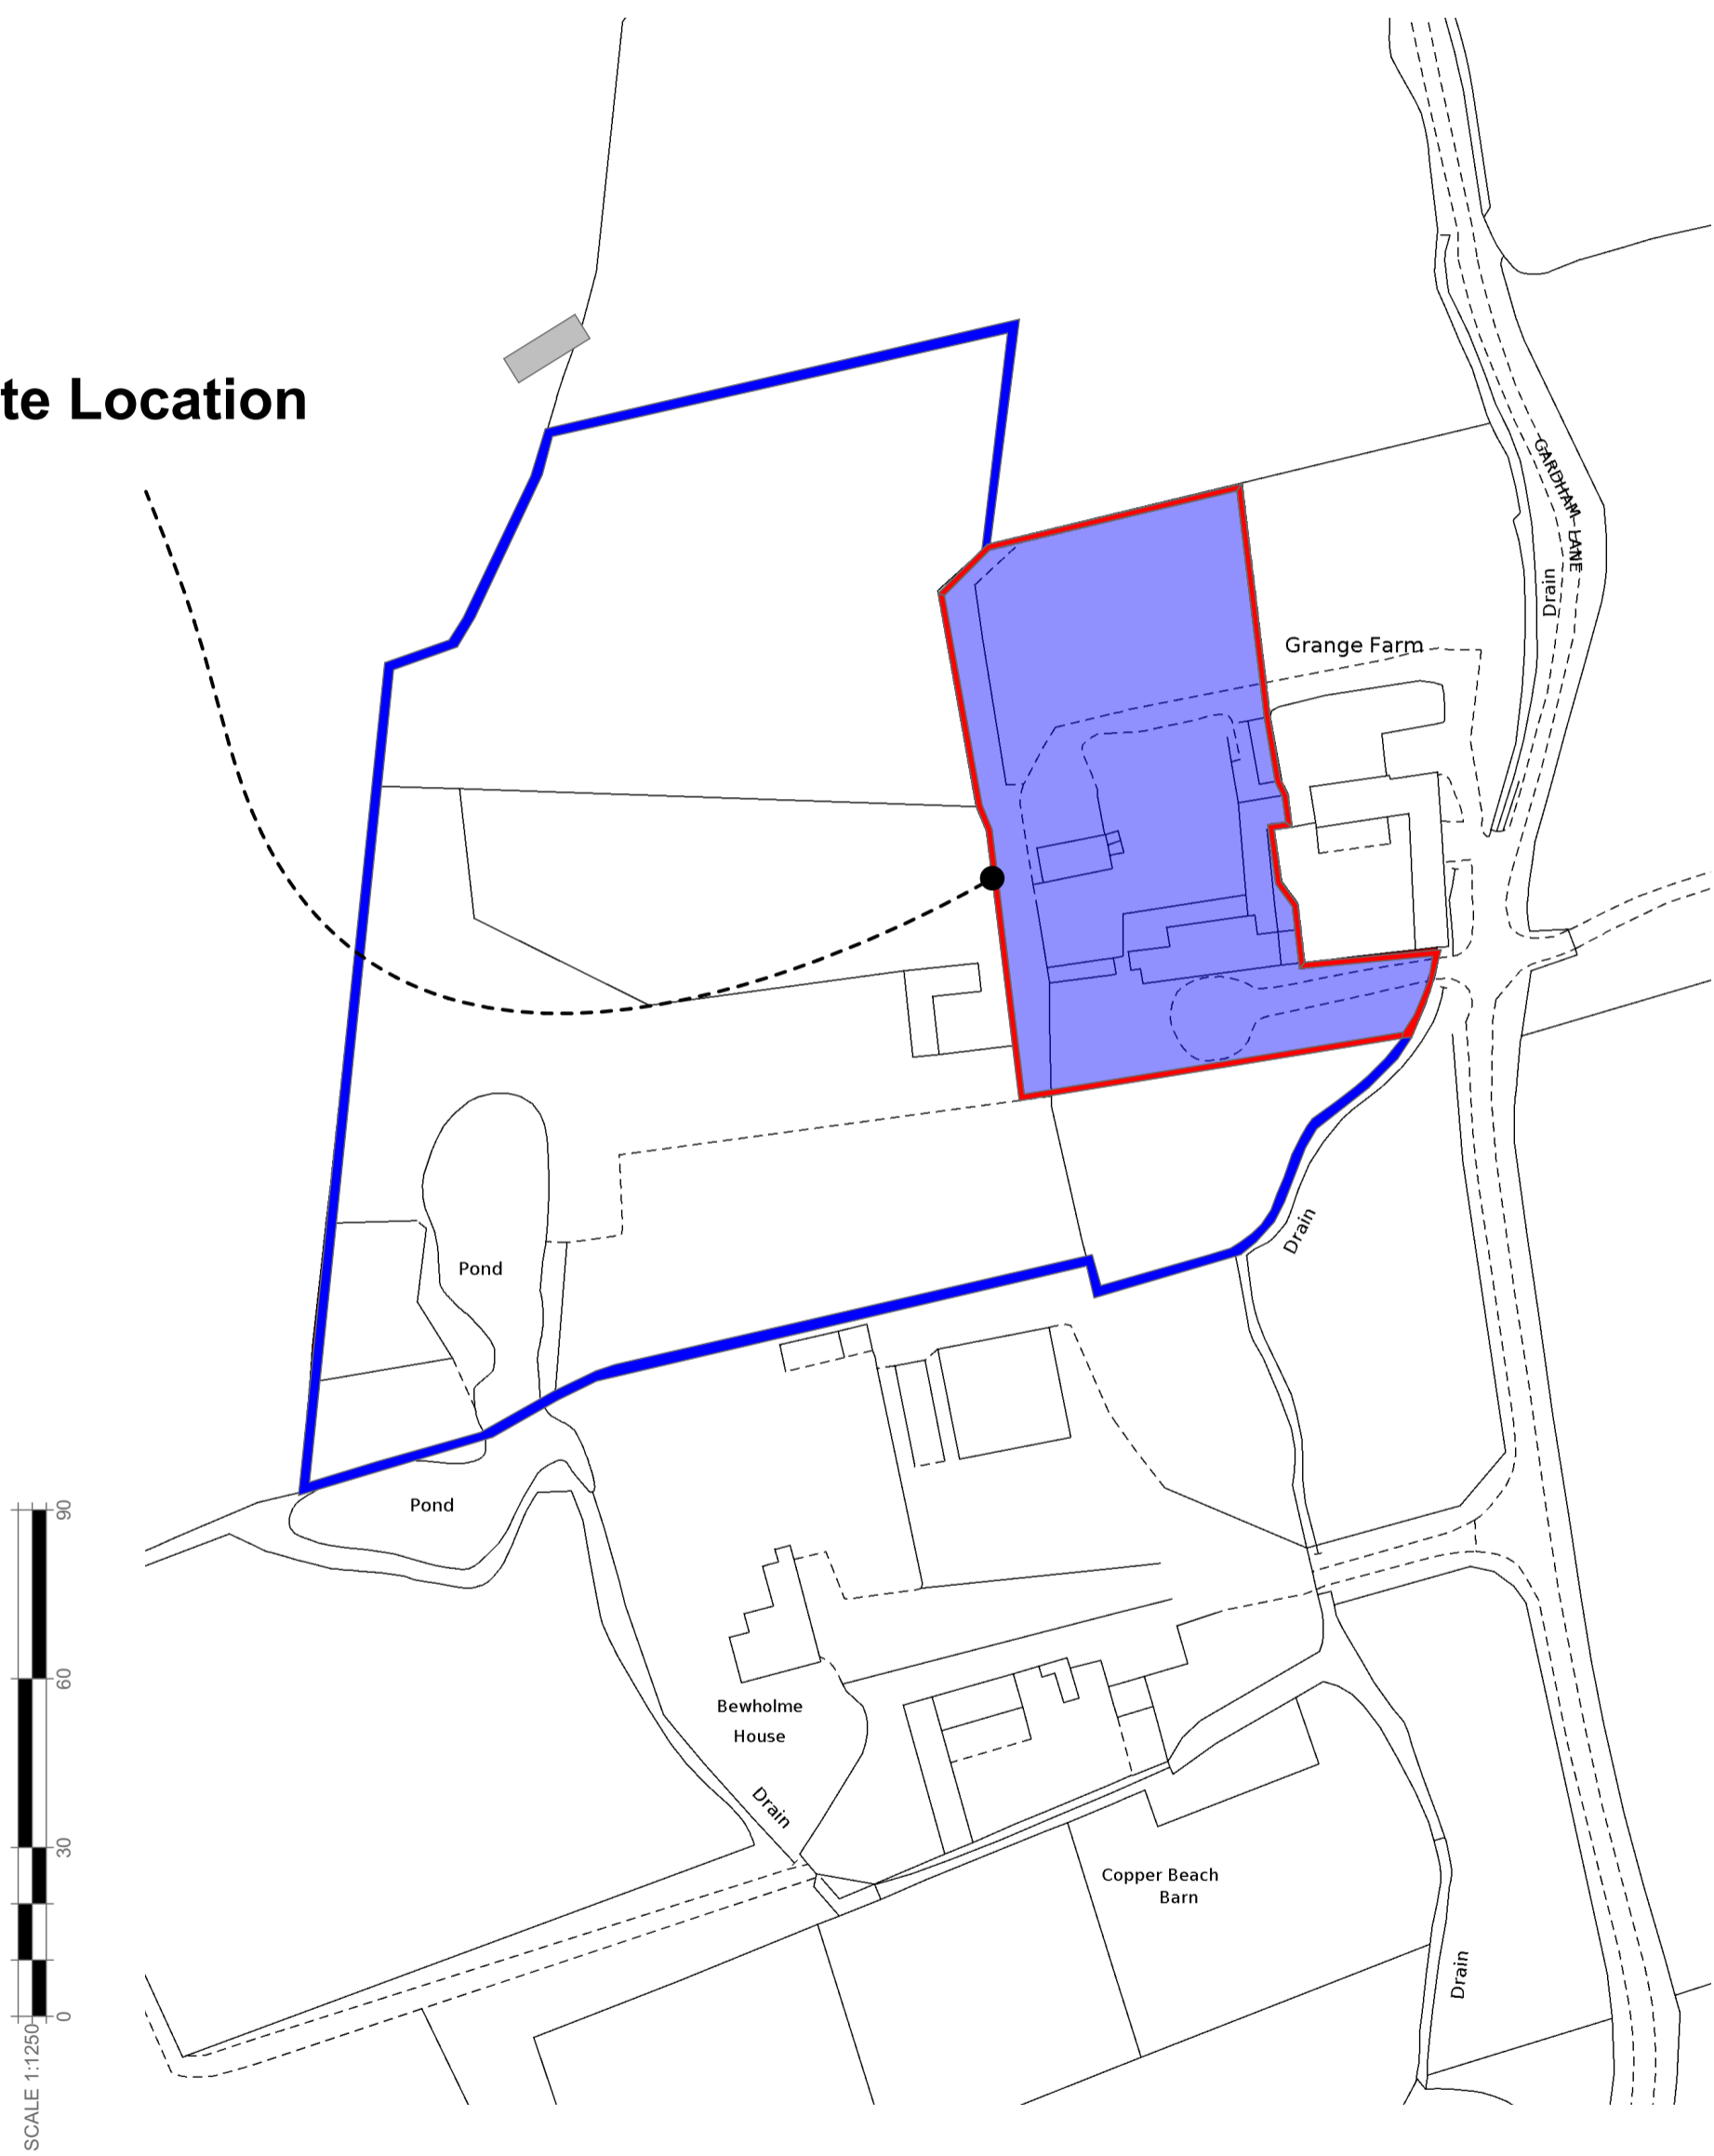 te Location
GARDHAM LANE
Drain
Grange Farm
Drain
Pond
Pond
90
60
30
0
SCALE 1:1250
Bewholme
House
Drain
Copper Beach
Barn
Drain